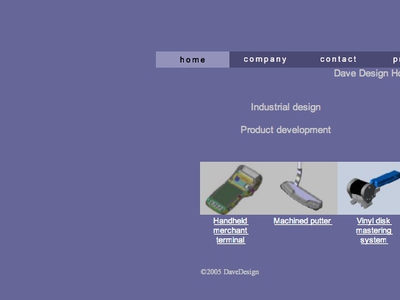 home company contact
Dave Design
Industrial design
Product development
Handheld merchant terminal
Machined putter
Vinyl disk mastering system
©2005 DaveDesign